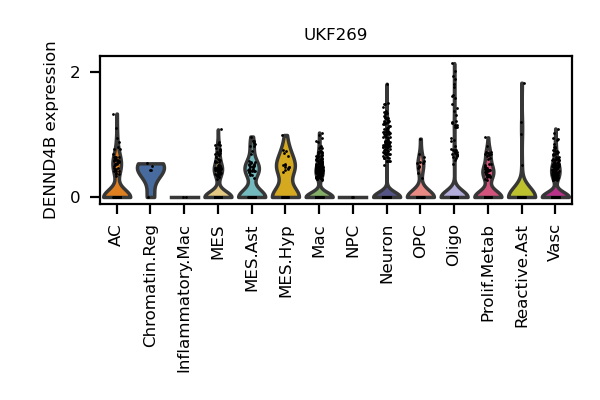 UKF269
DENND4B expression
2
0
AC
Chromatin.Reg
Inflammatory.Mac
MES
MES.Ast
MES.Hyp
Mac
NPC
Neuron
OPC
Oligo
Prolif.Metab
Reactive.Ast
Vasc